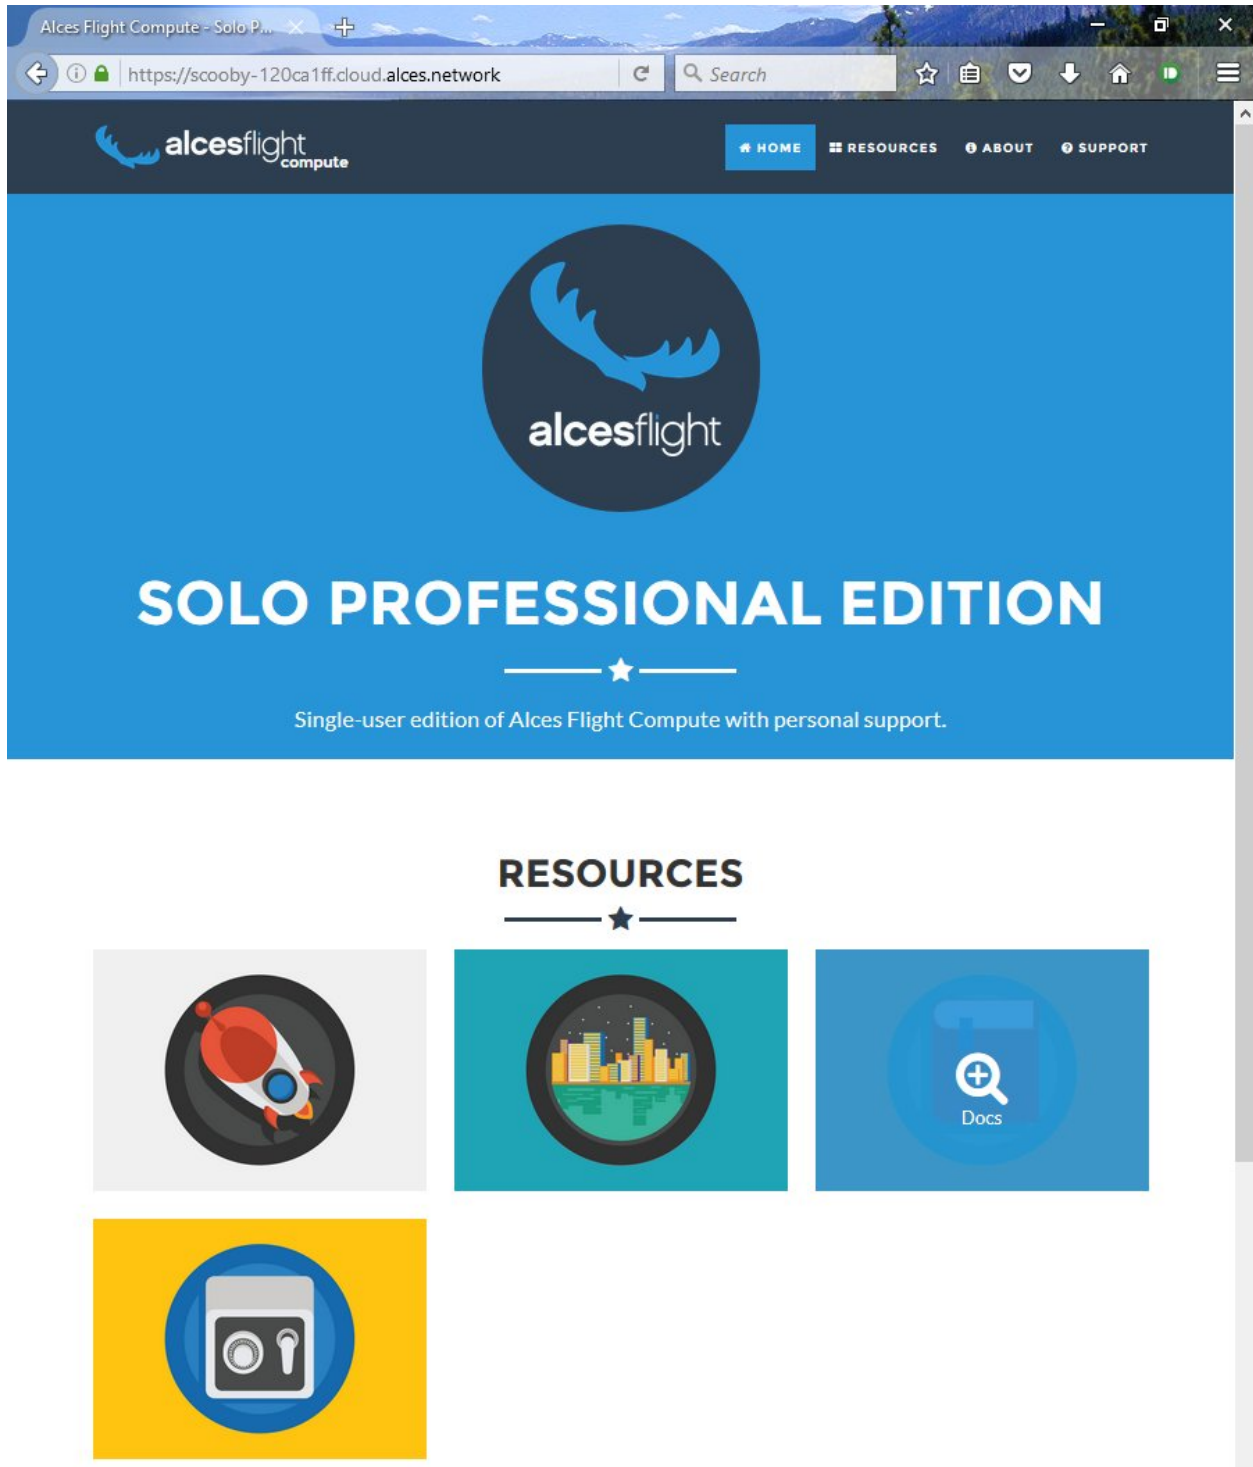 Alces Flight Compute - Solo P...
https://scooby-120ca1ff.cloud.alces.network
Search
alcesflight
compute
HOME
RESOURCES
ABOUT
SUPPORT
alcesflight
SOLO PROFESSIONAL EDITION
Single-user edition of Alces Flight Compute with personal support.
RESOURCES
Docs